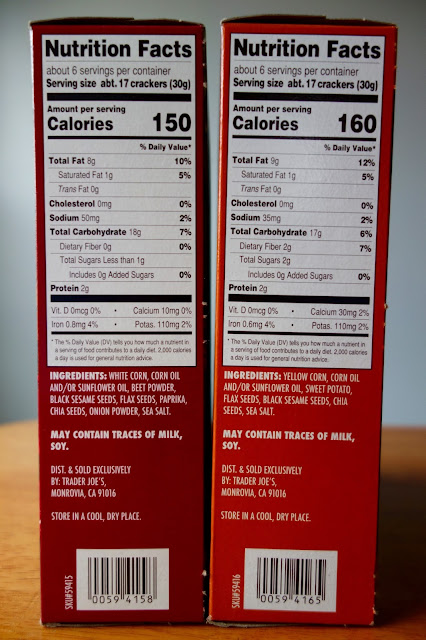 Nutrition Facts
about 6 servings per container
Serving size abt. 17 crackers (30g)
Amount per serving
Calories 150
% Daily Value*
Total Fat 8g 10%
Saturated Fat 1g 5%
Trans Fat 0g
Cholesterol 0mg 0%
Sodium 50mg 2%
Total Carbohydrate 18g 7%
Dietary Fiber 0g 0%
Total Sugars Less than 1g
Includes 0g Added Sugars 0%
Protein 2g
Vit. D 0mcg 0% • Calcium 10mg 0%
Iron 0.8mg 4% • Potas. 110mg 2%
* The % Daily Value (DV) tells you how much a nutrient in
a serving of food contributes to a daily diet. 2,000 calories
a day is used for general nutrition advice.
INGREDIENTS: WHITE CORN, CORN OIL
AND/OR SUNFLOWER OIL, BEET POWDER,
BLACK SESAME SEEDS, FLAX SEEDS, PAPRIKA,
CHIA SEEDS, ONION POWDER, SEA SALT.
MAY CONTAIN TRACES OF MILK,
SOY.
DIST. & SOLD EXCLUSIVELY
BY: TRADER JOE'S,
MONROVIA, CA 91016
STORE IN A COOL, DRY PLACE.
SKU#59415
0059 4158
Nutrition Facts
about 6 servings per container
Serving size abt. 17 crackers (30g)
Amount per serving
Calories 160
% Daily Value*
Total Fat 9g 12%
Saturated Fat 1g 5%
Trans Fat 0g
Cholesterol 0mg 0%
Sodium 35mg 2%
Total Carbohydrate 17g 6%
Dietary Fiber 2g 7%
Total Sugars 2g
Includes 0g Added Sugars 0%
Protein 2g
Vit. D 0mcg 0% • Calcium 30mg 2%
Iron 0.6mg 4% • Potas. 110mg 2%
* The % Daily Value (DV) tells you how much a nutrient in
a serving of food contributes to a daily diet. 2,000 calories
a day is used for general nutrition advice.
INGREDIENTS: YELLOW CORN, CORN OIL
AND/OR SUNFLOWER OIL, SWEET POTATO,
FLAX SEEDS, BLACK SESAME SEEDS, CHIA
SEEDS, SEA SALT.
MAY CONTAIN TRACES OF MILK,
SOY.
DIST. & SOLD EXCLUSIVELY
BY: TRADER JOE'S,
MONROVIA, CA 91016
STORE IN A COOL, DRY PLACE.
SKU#59416
0059 4165